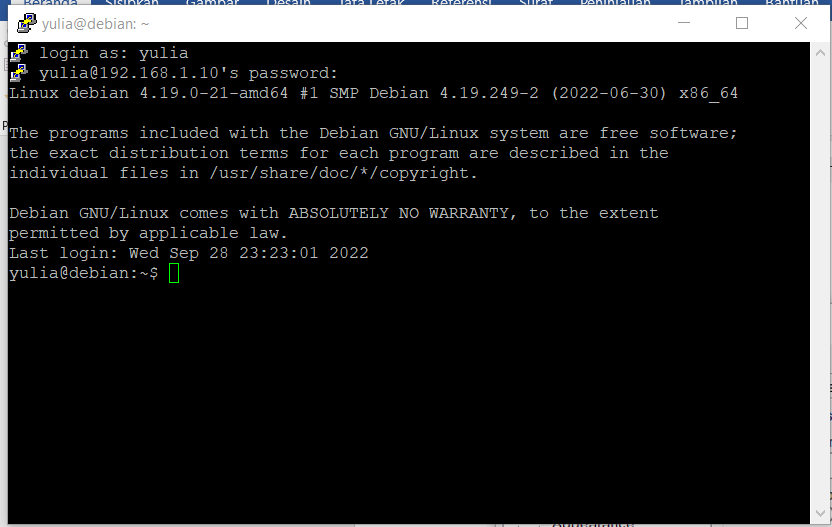 Beranda Sisipkan Gambar Desain Tata Letak Referensi Surat Peninjauan Tampilan Bantuan
yulia@debian: ~
login as: yulia
yulia@192.168.1.10's password:
Linux debian 4.19.0-21-amd64 #1 SMP Debian 4.19.249-2 (2022-06-30) x86_64
The programs included with the Debian GNU/Linux system are free software;
the exact distribution terms for each program are described in the
individual files in /usr/share/doc/*/copyright.
Debian GNU/Linux comes with ABSOLUTELY NO WARRANTY, to the extent
permitted by applicable law.
Last login: Wed Sep 28 23:23:01 2022
yulia@debian:~$
Appearance